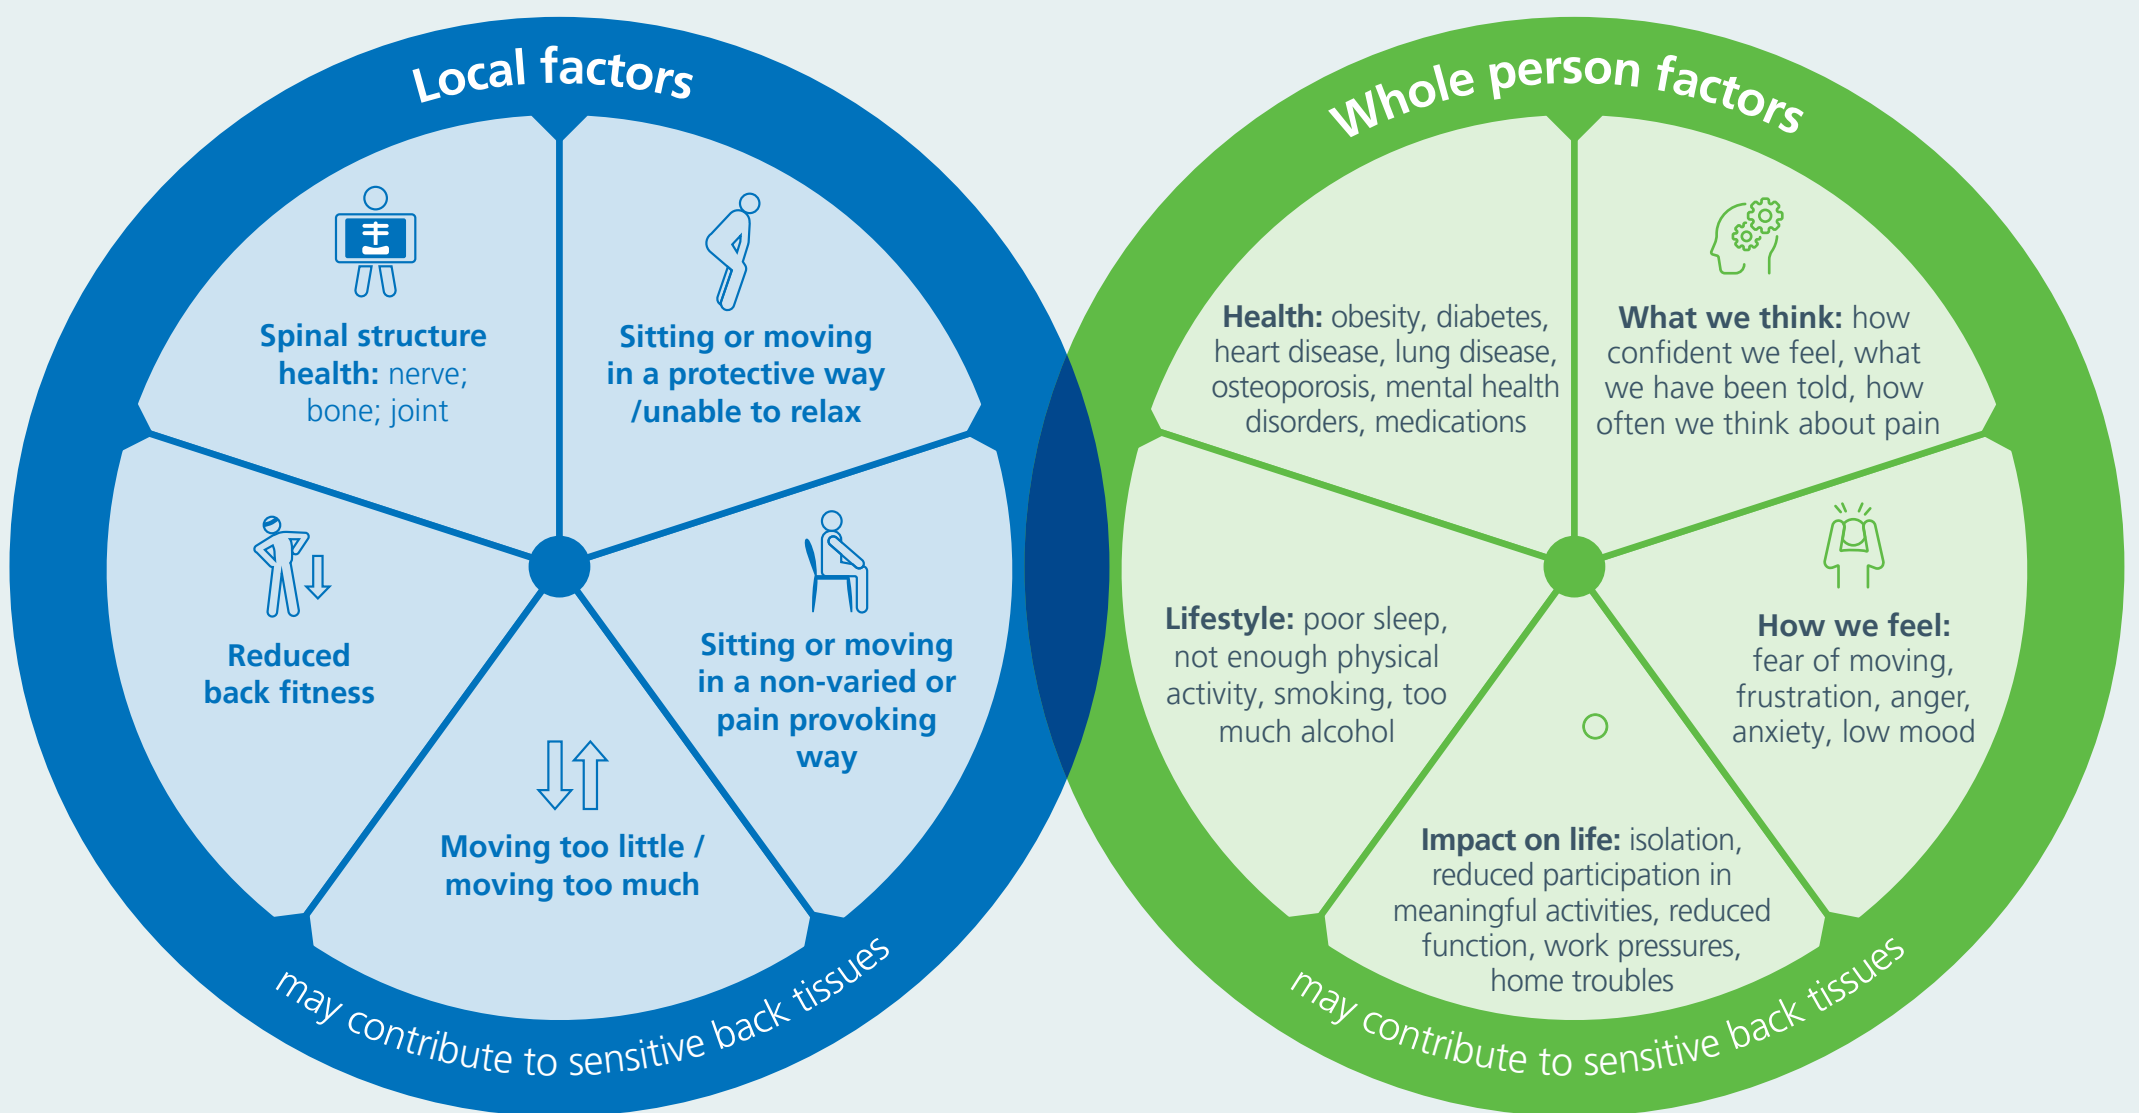 Local factors
Spinal structure
health: nerve;
bone; joint
Sitting or moving
in a protective way
/unable to relax
Sitting or moving
in a non-varied or
pain provoking
way
Moving too little /
moving too much
Reduced
back fitness
may contribute to sensitive back tissues
Whole person factors
Health: obesity, diabetes,
heart disease, lung disease,
osteoporosis, mental health
disorders, medications
What we think: how
confident we feel, what
we have been told, how
often we think about pain
How we feel:
fear of moving,
frustration, anger,
anxiety, low mood
Impact on life: isolation,
reduced participation in
meaningful activities, reduced
function, work pressures,
home troubles
Lifestyle: poor sleep,
not enough physical
activity, smoking, too
much alcohol
may contribute to sensitive back tissues